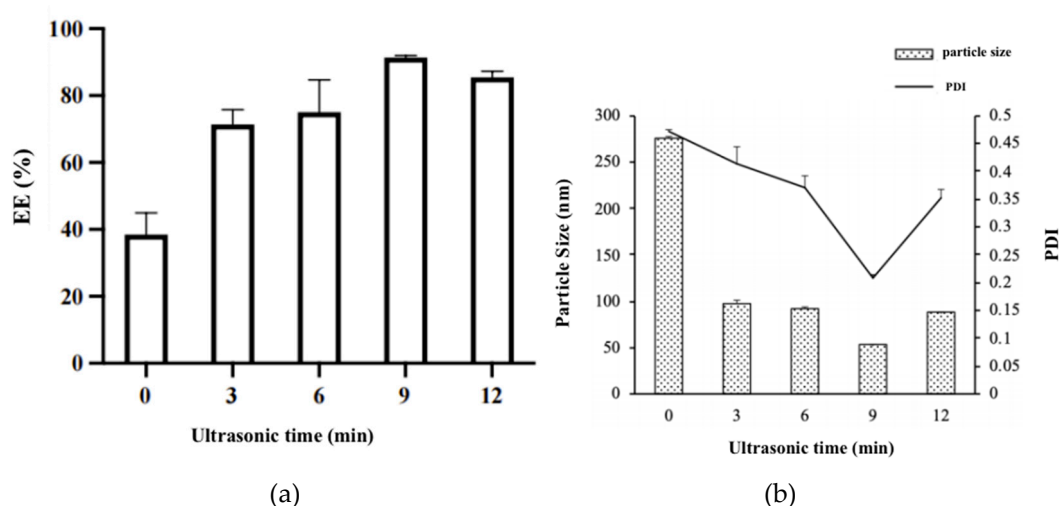 100
80
60
40
20
0
EE (%)
0 3 6 9 12
Ultrasonic time (min)
(a)
particle size
PDI
300
250
200
150
100
50
0
Particle Size (nm)
0.5
0.45
0.4
0.35
0.3
0.25
0.2
0.15
0.1
0.05
0
PDI
0 3 6 9 12
Ultrasonic time (min)
(b)